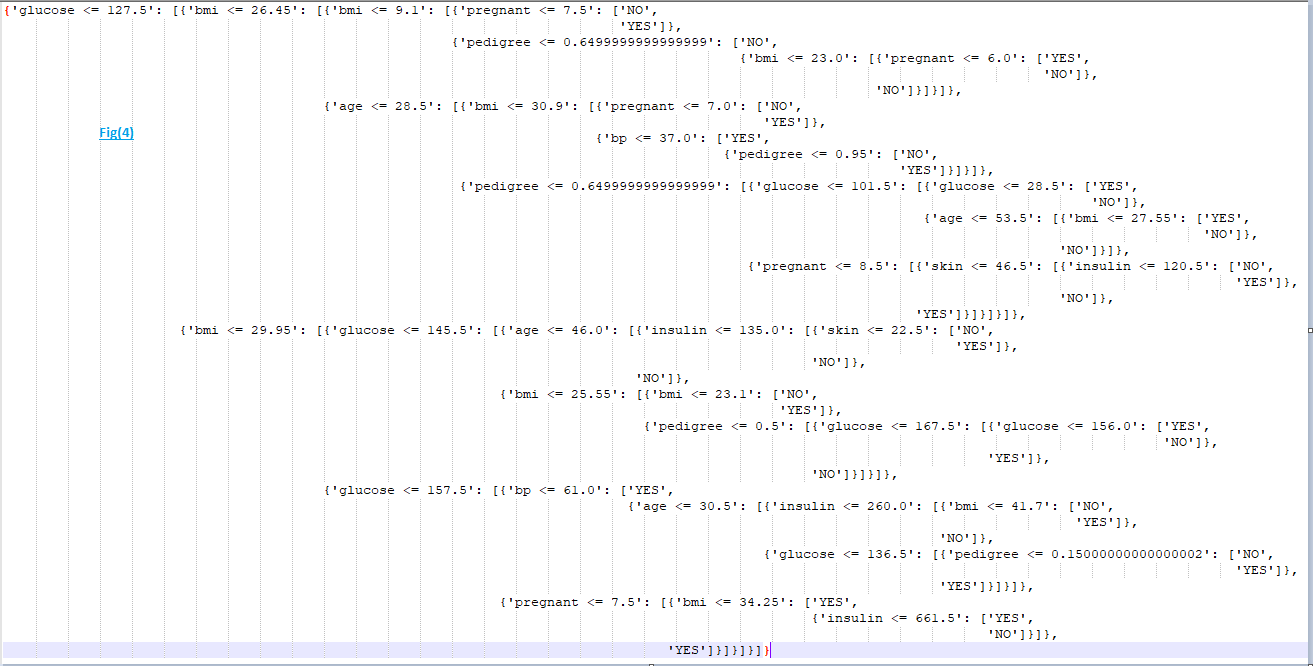 {'glucose <= 127.5': [{'bmi <= 26.45': [{'bmi <= 9.1': [{'pregnant <= 7.5': ['NO',
'YES']},
{'pedigree <= 0.6499999999999999': ['NO',
{'bmi <= 23.0': [{'pregnant <= 6.0': ['YES',
'NO']},
'NO']}]}]},
{'age <= 28.5': [{'bmi <= 30.9': [{'pregnant <= 7.0': ['NO',
'YES']},
Fig(4)
{'bp <= 37.0': ['YES',
{'pedigree <= 0.95': ['NO',
'YES']}]}]},
{'pedigree <= 0.6499999999999999': [{'glucose <= 101.5': [{'glucose <= 28.5': ['YES',
'NO']},
{'age <= 53.5': [{'bmi <= 27.55': ['YES',
'NO']},
'NO']}]},
{'pregnant <= 8.5': [{'skin <= 46.5': [{'insulin <= 120.5': ['NO',
'YES']},
'NO']},
'YES']}]}]}]},
{'bmi <= 29.95': [{'glucose <= 145.5': [{'age <= 46.0': [{'insulin <= 135.0': [{'skin <= 22.5': ['NO',
'YES']},
'NO']},
'NO']},
{'bmi <= 25.55': [{'bmi <= 23.1': ['NO',
'YES']},
{'pedigree <= 0.5': [{'glucose <= 167.5': [{'glucose <= 156.0': ['YES',
'NO']},
'YES']},
'NO']}]}]},
{'glucose <= 157.5': [{'bp <= 61.0': ['YES',
{'age <= 30.5': [{'insulin <= 260.0': [{'bmi <= 41.7': ['NO',
'YES']},
'NO']},
{'glucose <= 136.5': [{'pedigree <= 0.15000000000000002': ['NO',
'YES']},
'YES']}]}]},
{'pregnant <= 7.5': [{'bmi <= 34.25': ['YES',
{'insulin <= 661.5': ['YES',
'NO']}]},
'YES']}]}]}]}